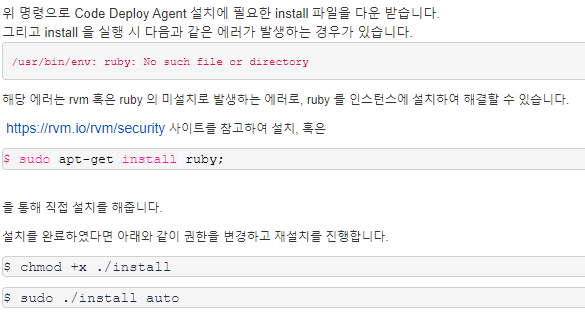 위 명령으로 Code Deploy Agent 설치에 필요한 install 파일을 다운 받습니다.
그리고 install 을 실행 시 다음과 같은 에러가 발생하는 경우가 있습니다.
/usr/bin/env: ruby: No such file or directory
해당 에러는 rvm 혹은 ruby 의 미설치로 발생하는 에러로, ruby 를 인스턴스에 설치하여 해결할 수 있습니다.
https://rvm.io/rvm/security 사이트를 참고하여 설치, 혹은
$ sudo apt-get install ruby;
을 통해 직접 설치를 해줍니다.
설치를 완료하였다면 아래와 같이 권한을 변경하고 재설치를 진행합니다.
$ chmod +x ./install
$ sudo ./install auto